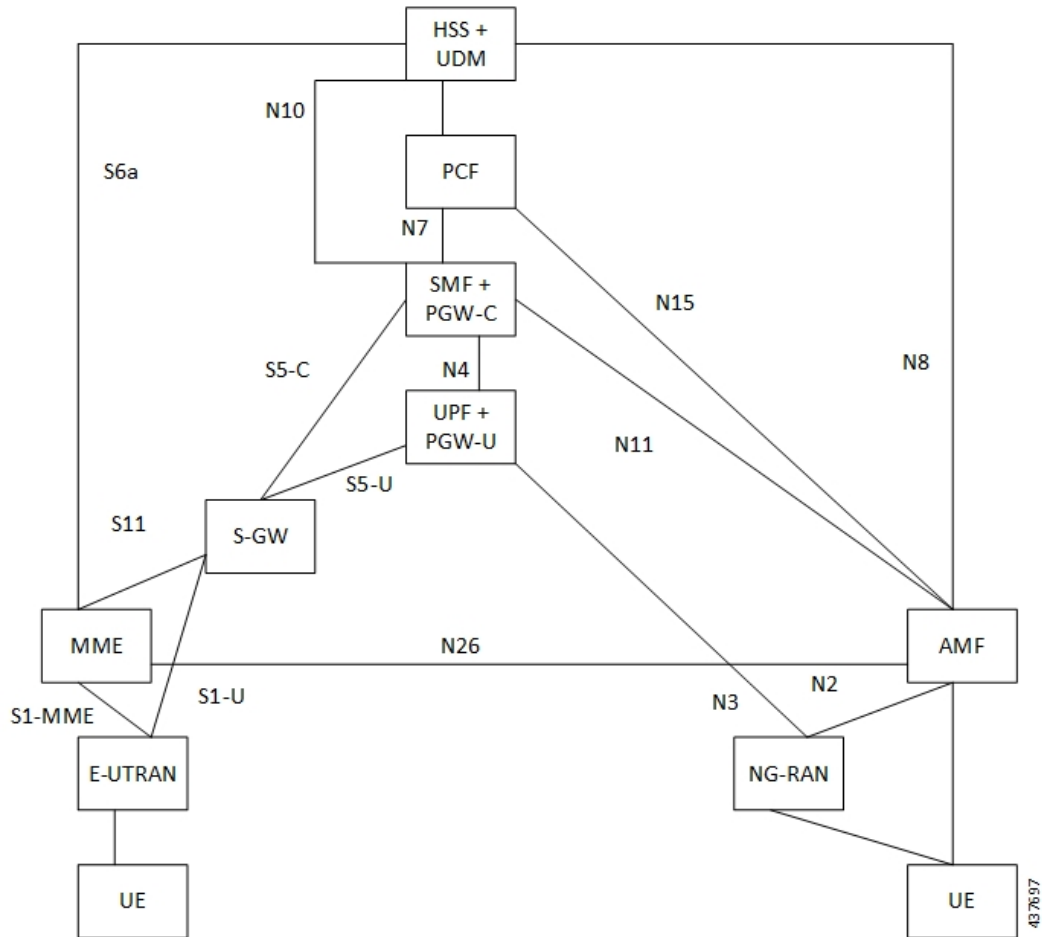 HSS +
UDM
N10
S6a
PCF
N7
SMF +
PGW-C
N15
N8
S5-C
N4
UPF +
PGW-U
N11
S5-U
S11
S-GW
MME
N26
AMF
N2
S1-U
N3
S1-MME
E-UTRAN
NG-RAN
UE
UE
437697